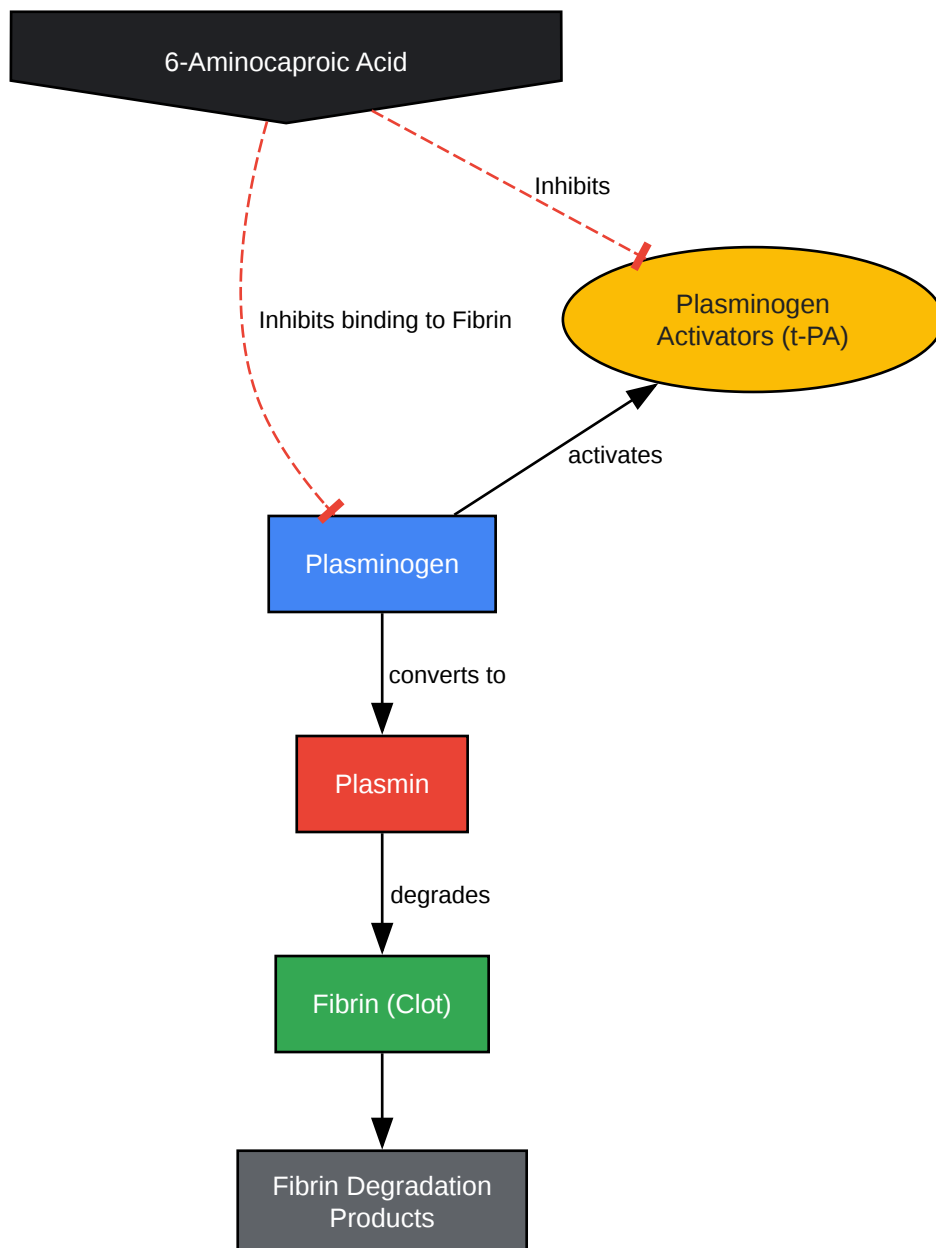 6-Aminocaproic Acid
Inhibits
Plasminogen
Activators (t-PA)
Inhibits binding to Fibrin
activates
Plasminogen
converts to
Plasmin
degrades
Fibrin (Clot)
Fibrin Degradation
Products